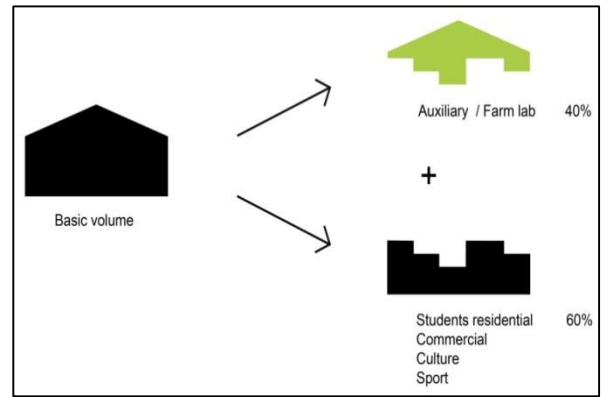 Basic volume
Auxiliary / Farm lab 40%
+
Students residential 60%
Commercial
Culture
Sport